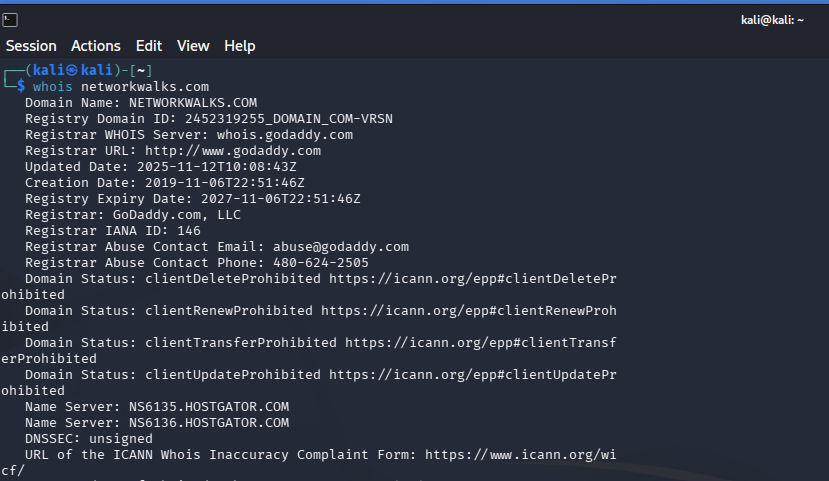 kali@kali: ~
Session Actions Edit View Help
┌──(kali㉿kali)-[~]
└─$ whois networkwalks.com
Domain Name: NETWORKWALKS.COM
Registry Domain ID: 2452319255_DOMAIN_COM-VRSN
Registrar WHOIS Server: whois.godaddy.com
Registrar URL: http://www.godaddy.com
Updated Date: 2025-11-12T10:08:43Z
Creation Date: 2019-11-06T22:51:46Z
Registry Expiry Date: 2027-11-06T22:51:46Z
Registrar: GoDaddy.com, LLC
Registrar IANA ID: 146
Registrar Abuse Contact Email: abuse@godaddy.com
Registrar Abuse Contact Phone: 480-624-2505
Domain Status: clientDeleteProhibited https://icann.org/epp#clientDeletePr
ohibited
Domain Status: clientRenewProhibited https://icann.org/epp#clientRenewProh
ibited
Domain Status: clientTransferProhibited https://icann.org/epp#clientTransf
erProhibited
Domain Status: clientUpdateProhibited https://icann.org/epp#clientUpdatePr
ohibited
Name Server: NS6135.HOSTGATOR.COM
Name Server: NS6136.HOSTGATOR.COM
DNSSEC: unsigned
URL of the ICANN Whois Inaccuracy Complaint Form: https://www.icann.org/wi
cf/